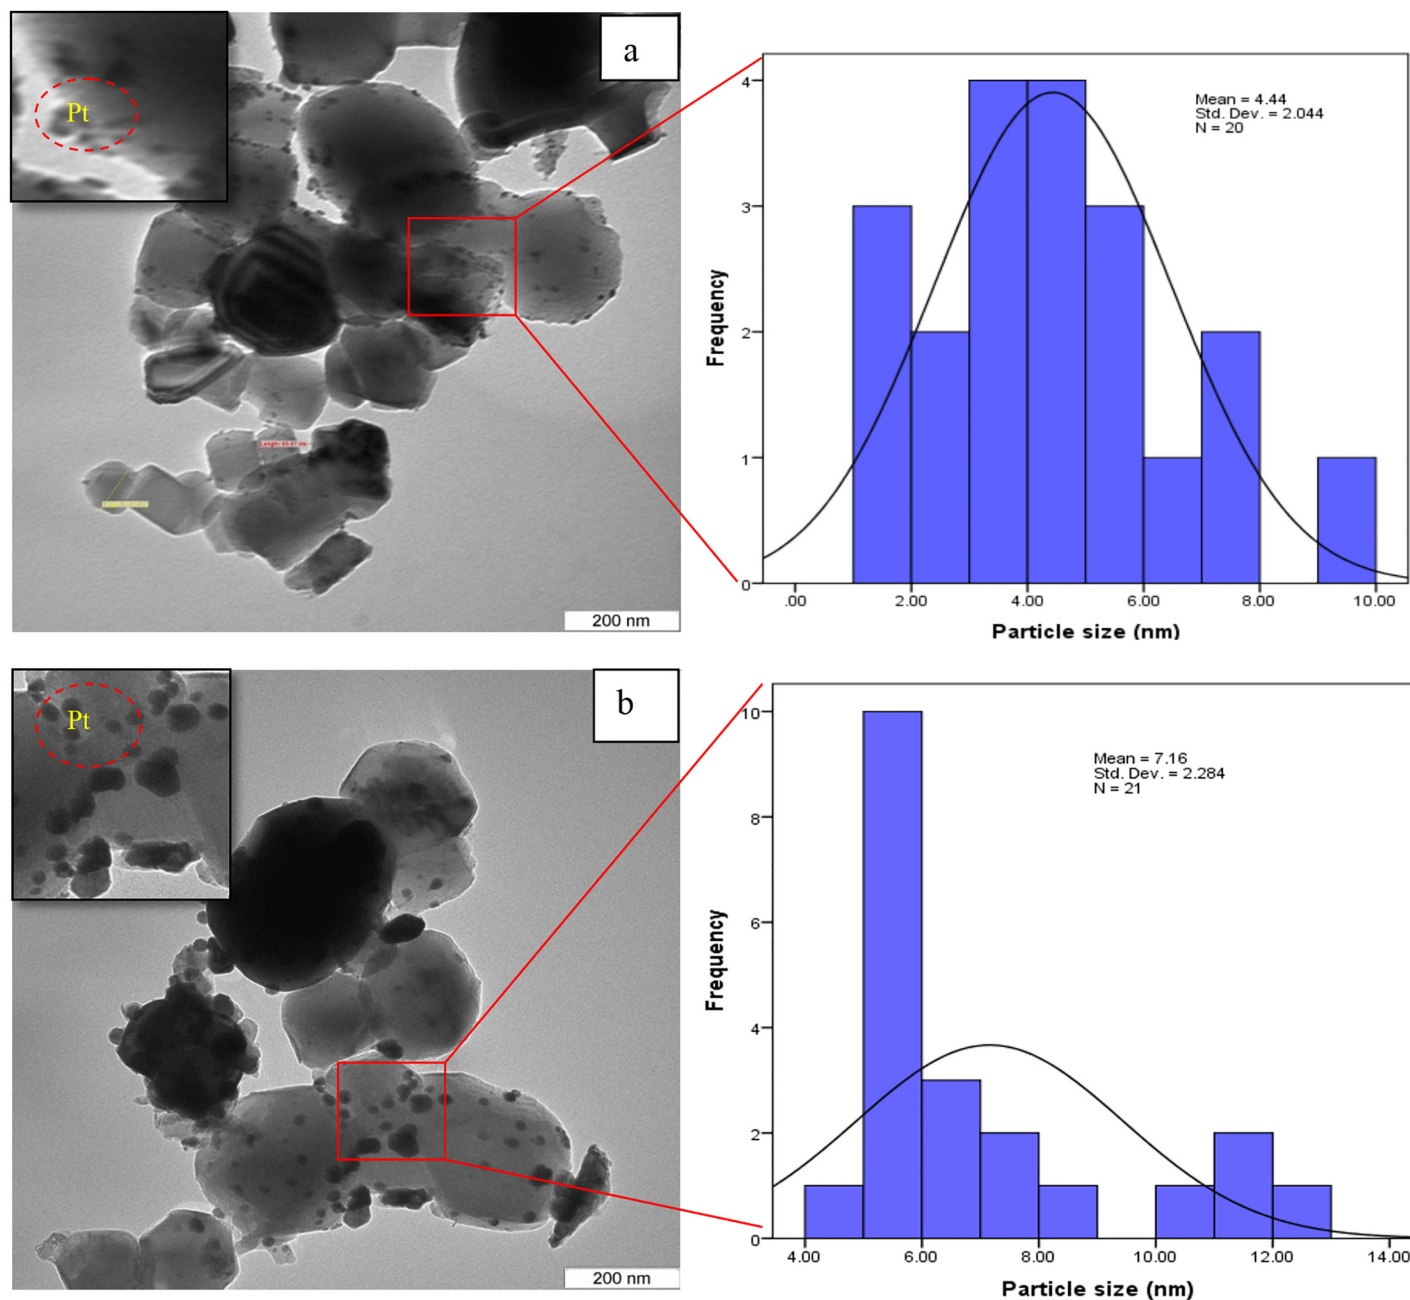 a
Pt
200 nm
Mean = 4.44
Std. Dev. = 2.044
N = 20
Frequency
4
3
2
1
0
.00 2.00 4.00 6.00 8.00 10.00
Particle size (nm)
b
Pt
200 nm
Mean = 7.16
Std. Dev. = 2.284
N = 21
Frequency
10
8
6
4
2
0
4.00 6.00 8.00 10.00 12.00 14.00
Particle size (nm)